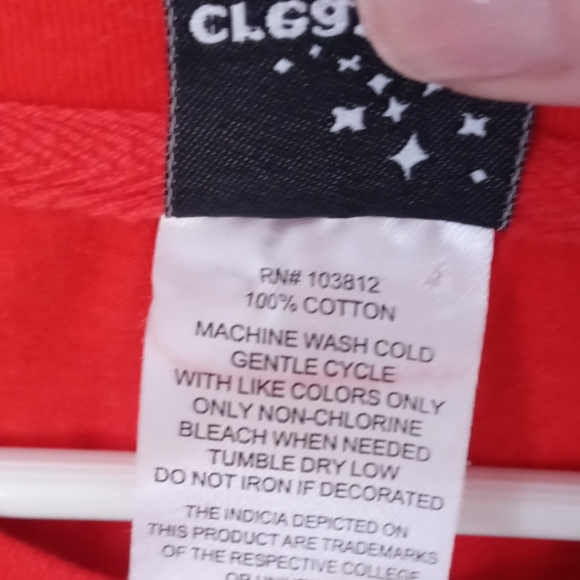 RN# 103812
100% COTTON
MACHINE WASH COLD
GENTLE CYCLE
WITH LIKE COLORS ONLY
ONLY NON-CHLORINE
BLEACH WHEN NEEDED
TUMBLE DRY LOW
DO NOT IRON IF DECORATED
THE INDICIA DEPICTED ON
THIS PRODUCT ARE TRADEMARKS
OF THE RESPECTIVE COLLEGE
OR